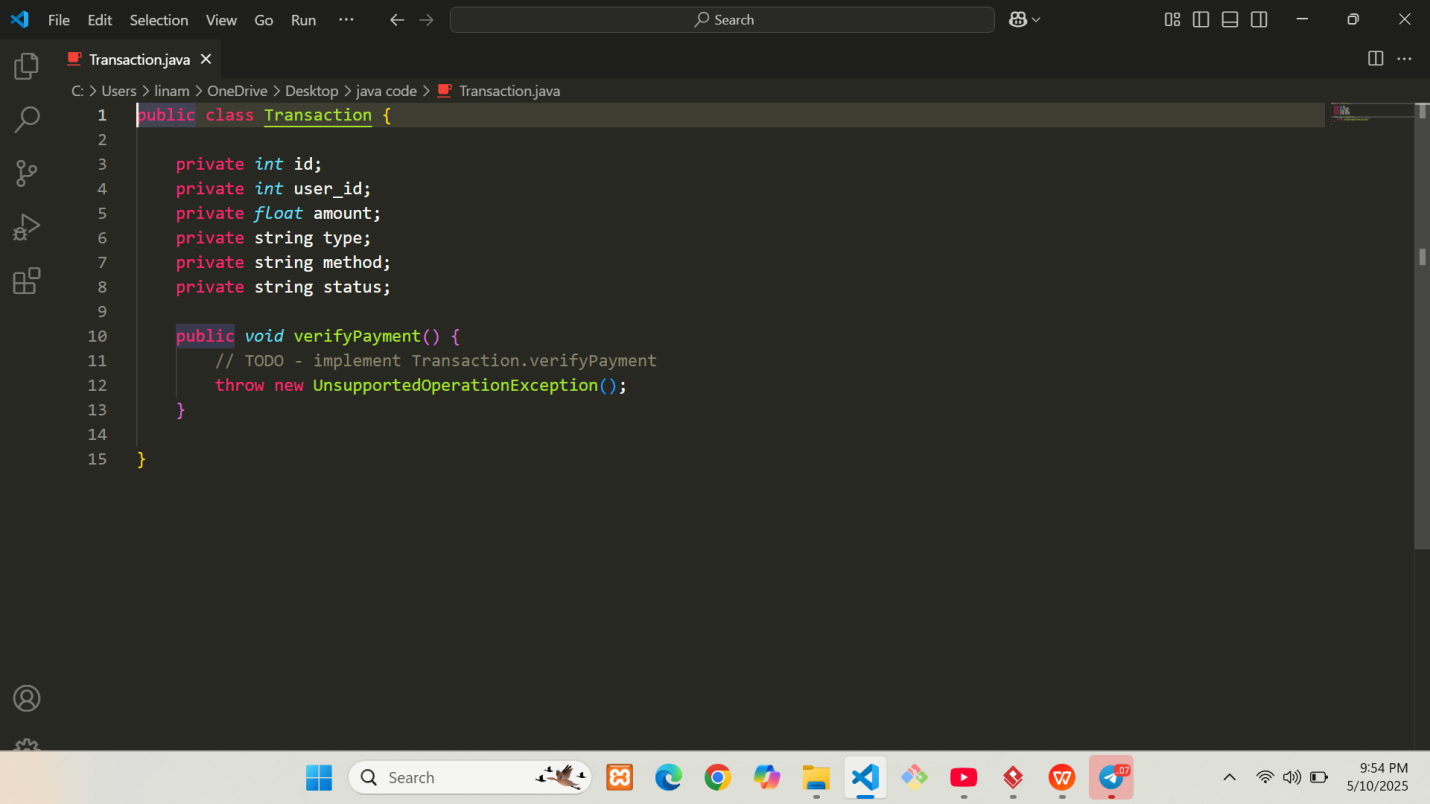 File Edit Selection View Go Run ... Search
Transaction.java
C: > Users > linam > OneDrive > Desktop > java code > Transaction.java
1 public class Transaction {
2
3 private int id;
4 private int user_id;
5 private float amount;
6 private string type;
7 private string method;
8 private string status;
9
10 public void verifyPayment() {
11 // TODO - implement Transaction.verifyPayment
12 throw new UnsupportedOperationException();
13 }
14
15 }
Search
9:54 PM
5/10/2025